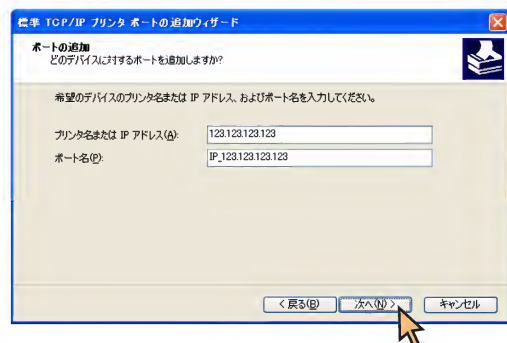 標準 TCP/IP プリンタ ポートの追加ウィザード
ポートの追加
どのデバイスに対するポートを追加しますか?
希望のデバイスのプリンタ名または IP アドレス、およびポート名を入力してください。
プリンタ名または IP アドレス(A): 123.123.123.123
ポート名(P): IP_123.123.123.123
< 戻る(B) 次へ(N) > キャンセル